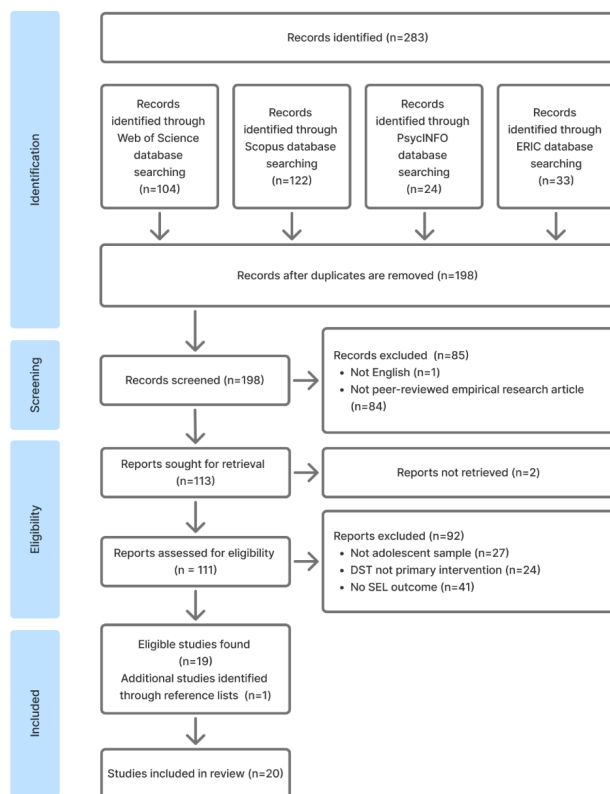 Identification
Records identified (n=283)
Records
identified through
Web of Science
database
searching
(n=104)
Records
identified through
Scopus database
searching
(n=122)
Records
identified through
PsycINFO
database
searching
(n=24)
Records
identified through
ERIC database
searching
(n=33)
Records after duplicates are removed (n=198)
Screening
Records screened (n=198)
Records excluded (n=85)
• Not English (n=1)
• Not peer-reviewed empirical research article
(n=84)
Eligibility
Reports sought for retrieval
(n=113)
Reports not retrieved (n=2)
Reports assessed for eligibility
(n = 111)
Reports excluded (n=92)
• Not adolescent sample (n=27)
• DST not primary intervention (n=24)
• No SEL outcome (n=41)
Included
Eligible studies found
(n=19)
Additional studies identified
through reference lists (n=1)
Studies included in review (n=20)